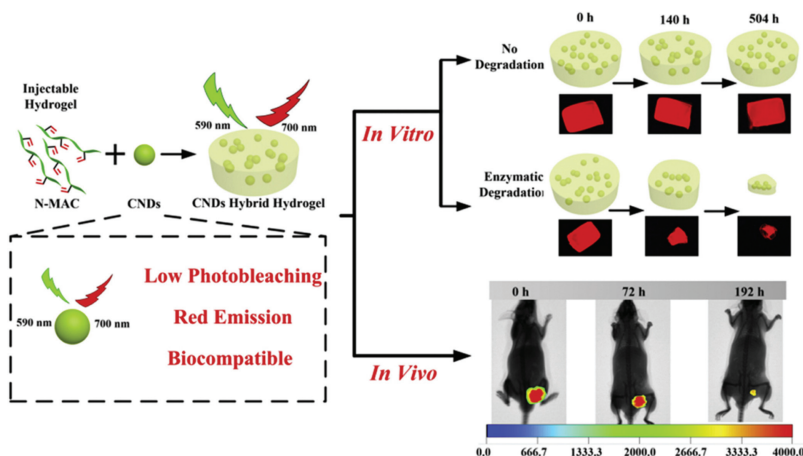 Injectable
Hydrogel
N-MAC
CNDs
590 nm
700 nm
CNDs Hybrid Hydrogel
590 nm
700 nm
Low Photobleaching
Red Emission
Biocompatible
In Vitro
0 h
140 h
504 h
No
Degradation
Enzymatic
Degradation
In Vivo
0 h
72 h
192 h
0.0
666.7
1333.3
2000.0
2666.7
3333.3
4000.0